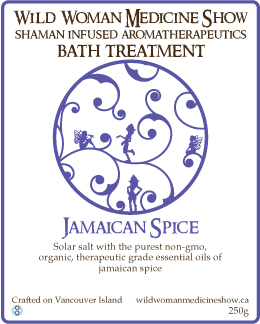 Wild Woman Medicine Show
Shaman Infused Aromatherapeutics
Bath Treatment
Jamaican Spice
Solar salt with the purest non-gmo,
organic, therapeutic grade essential oils of
jamaican spice
Crafted on Vancouver Island wildwomanmedicineshow.ca
250g